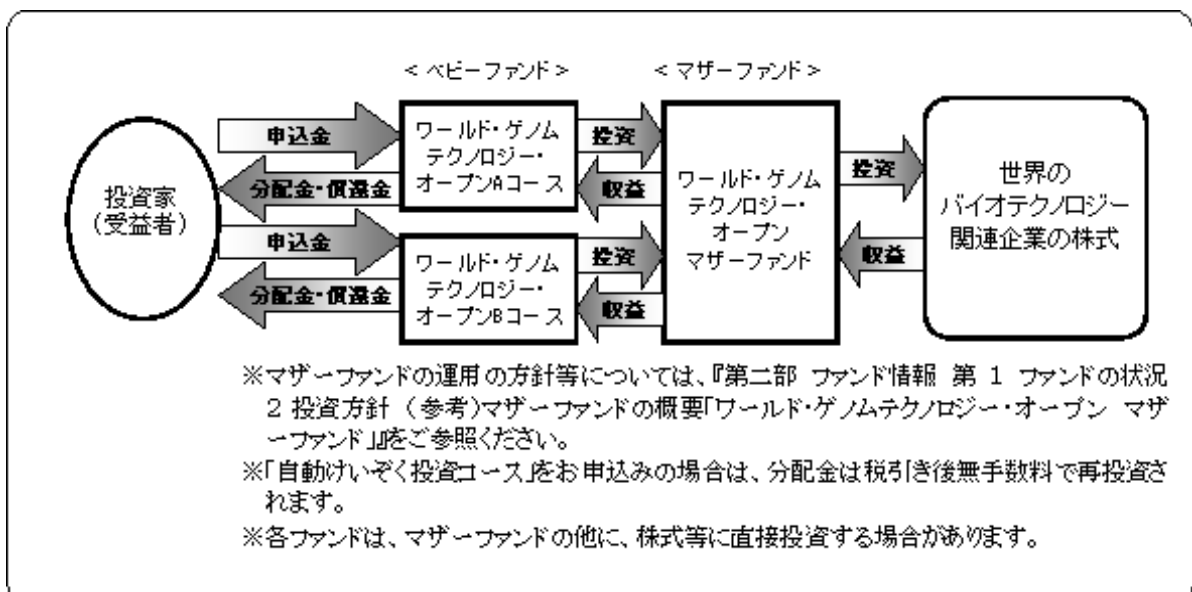 ＜ベビーファンド＞
＜マザーファンド＞
投資家
（受益者）
申込金
分配金・償還金
申込金
分配金・償還金
ワールド・ゲノム
テクノロジー・
オープンAコース
ワールド・ゲノム
テクノロジー・
オープンBコース
投資
収益
投資
収益
ワールド・ゲノム
テクノロジー・
オープン
マザーファンド
投資
収益
世界の
バイオテクノロジー
関連企業の株式
※マザーファンドの運用の方針等については、『第二部 ファンド情報 第１ ファンドの状況
２ 投資方針 （参考）マザーファンドの概要「ワールド・ゲノムテクノロジー・オープン マザ
ーファンド」』をご参照ください。
※「自動けいぞく投資コース」をお申込みの場合は、分配金は税引き後無手数料で再投資さ
れます。
※各ファンドは、マザーファンドの他に、株式等に直接投資する場合があります。